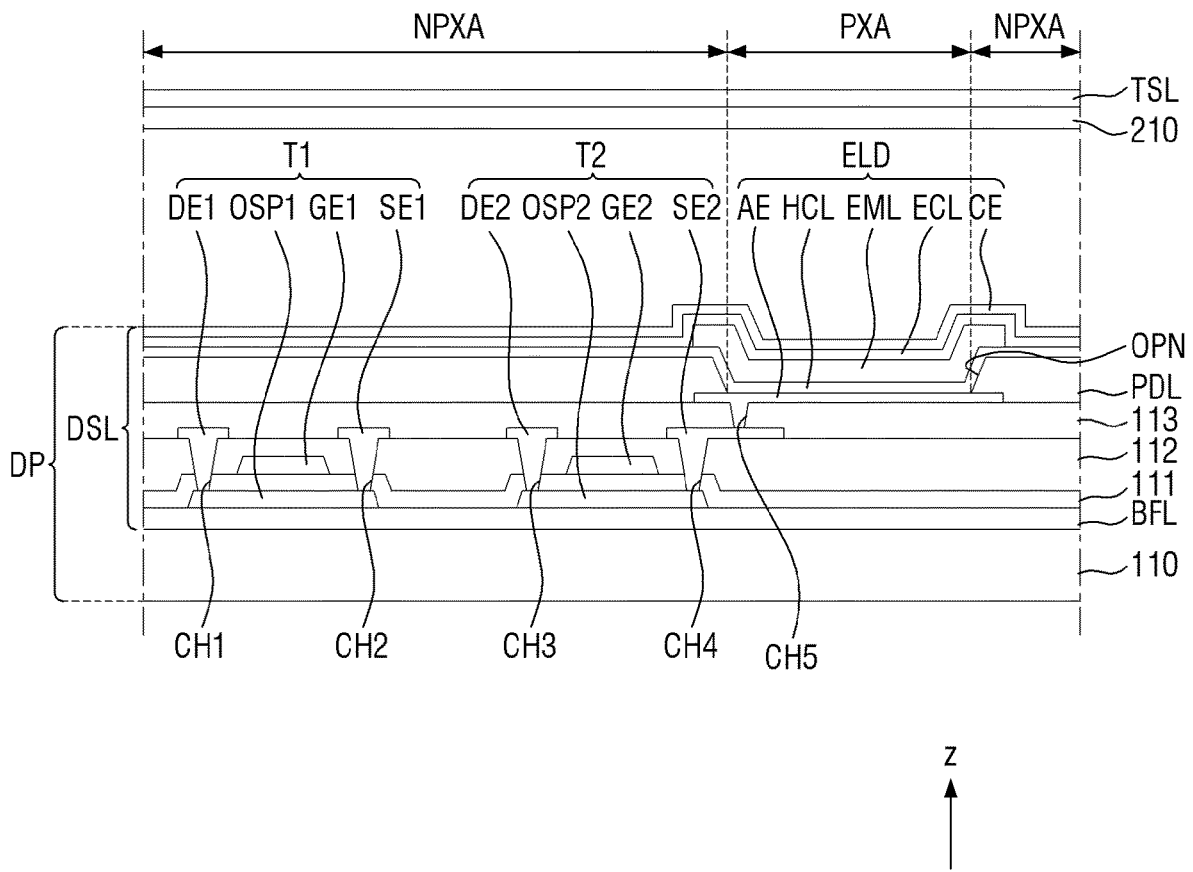 NPXA PXA NPXA
TSL
210
T1 T2 ELD
DE1 OSP1 GE1 SE1 DE2 OSP2 GE2 SE2 AE HCL EML ECL CE
OPN
PDL
113
DSL
112
DP
111
BFL
110
CH1 CH2 CH3 CH4 CH5
z